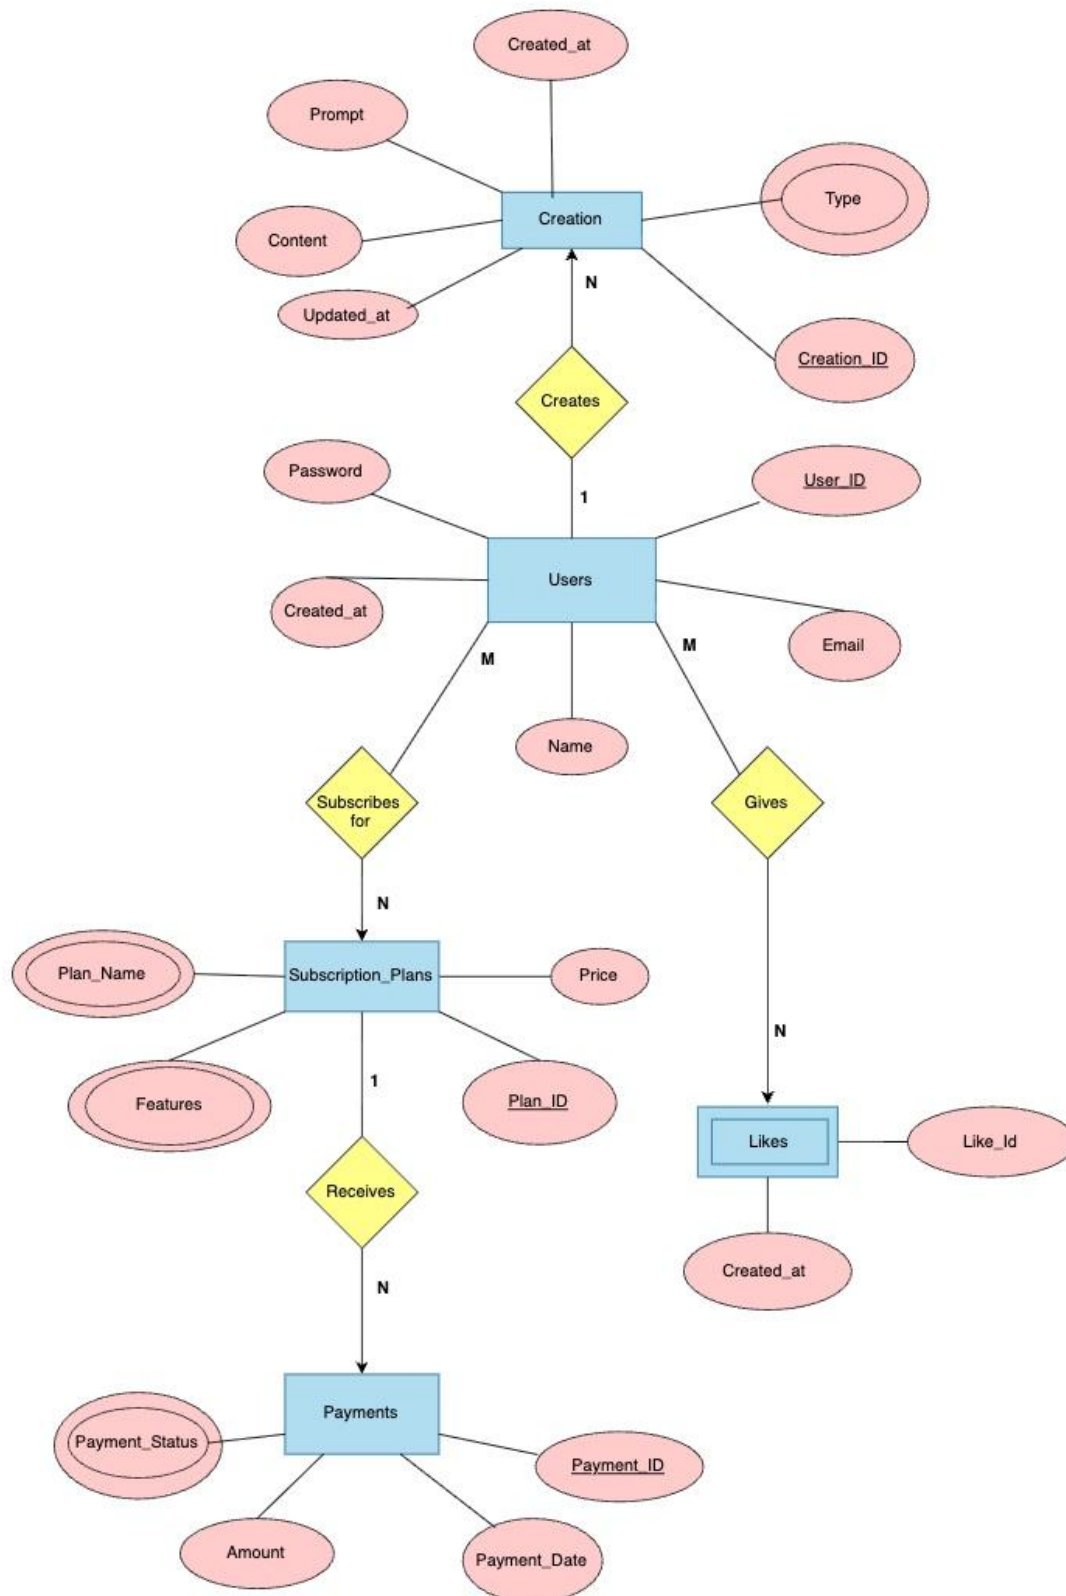 Created_at
Prompt
Type
Creation
Content
N
Updated_at
Creation_ID
Creates
Password
User_ID
1
Users
Created_at
Email
M
M
Name
Subscribes
for
Gives
N
Plan_Name
Subscription_Plans
Price
N
1
Features
Plan_ID
Likes
Like_Id
Receives
Created_at
N
Payments
Payment_Status
Payment_ID
Amount
Payment_Date